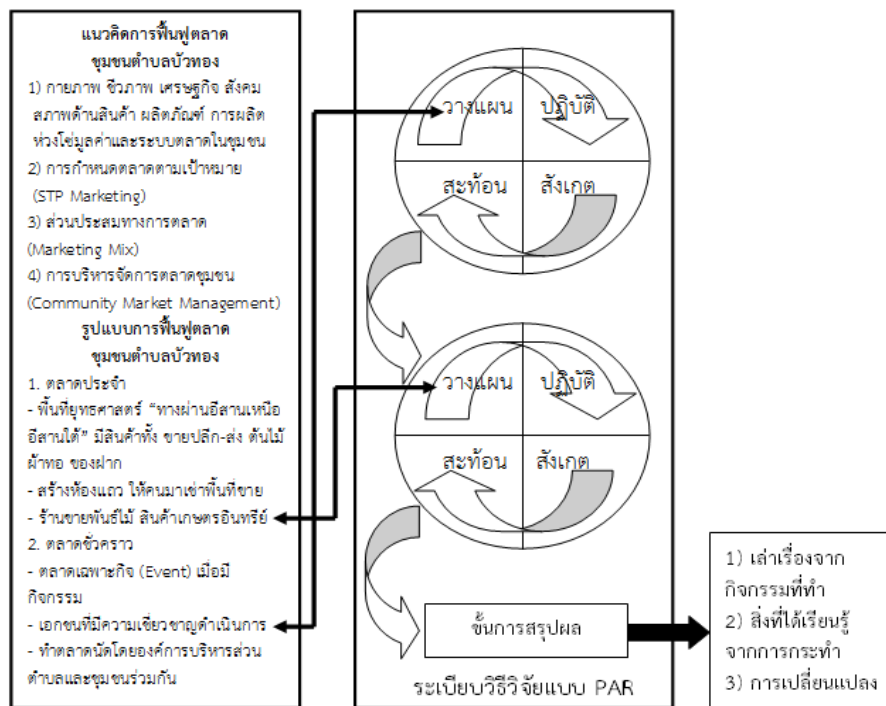 แนวคิดการฟื้นฟูตลาด
ชุมชนตำบลบัวทอง
1) กายภาพ ชีวภาพ เศรษฐกิจ สังคม
สภาพด้านสินค้า ผลิตภัณฑ์ การผลิต
ห่วงโซ่มูลค่าและระบบตลาดในชุมชน
2) การกำหนดตลาดตามเป้าหมาย
(STP Marketing)
3) ส่วนประสมทางการตลาด
(Marketing Mix)
4) การบริหารจัดการตลาดชุมชน
(Community Market Management)
รูปแบบการฟื้นฟูตลาด
ชุมชนตำบลบัวทอง
1. ตลาดประจำ
- พื้นที่ยุทธศาสตร์ “ทางผ่านอีสานเหนือ
อีสานใต้” มีสินค้าทั้ง ขายปลีก-ส่ง ต้นไม้
ผ้าทอ ของฝาก
- สร้างห้องแถว ให้คนมาเช่าพื้นที่ขาย
- ร้านขายพันธุ์ไม้ สินค้าเกษตรอินทรีย์
2. ตลาดชั่วคราว
- ตลาดเฉพาะกิจ (Event) เมื่อมี
กิจกรรม
- เอกชนที่มีความเชี่ยวชาญดำเนินการ
- ทำตลาดนัดโดยองค์การบริหารส่วน
ตำบลและชุมชนร่วมกัน
วางแผน ปฏิบัติ
สะท้อน สังเกต
วางแผน ปฏิบัติ
สะท้อน สังเกต
ขั้นการสรุปผล
ระเบียบวิธีวิจัยแบบ PAR
1) เล่าเรื่องจาก
กิจกรรมที่ทำ
2) สิ่งที่ได้เรียนรู้
จากการกระทำ
3) การเปลี่ยนแปลง